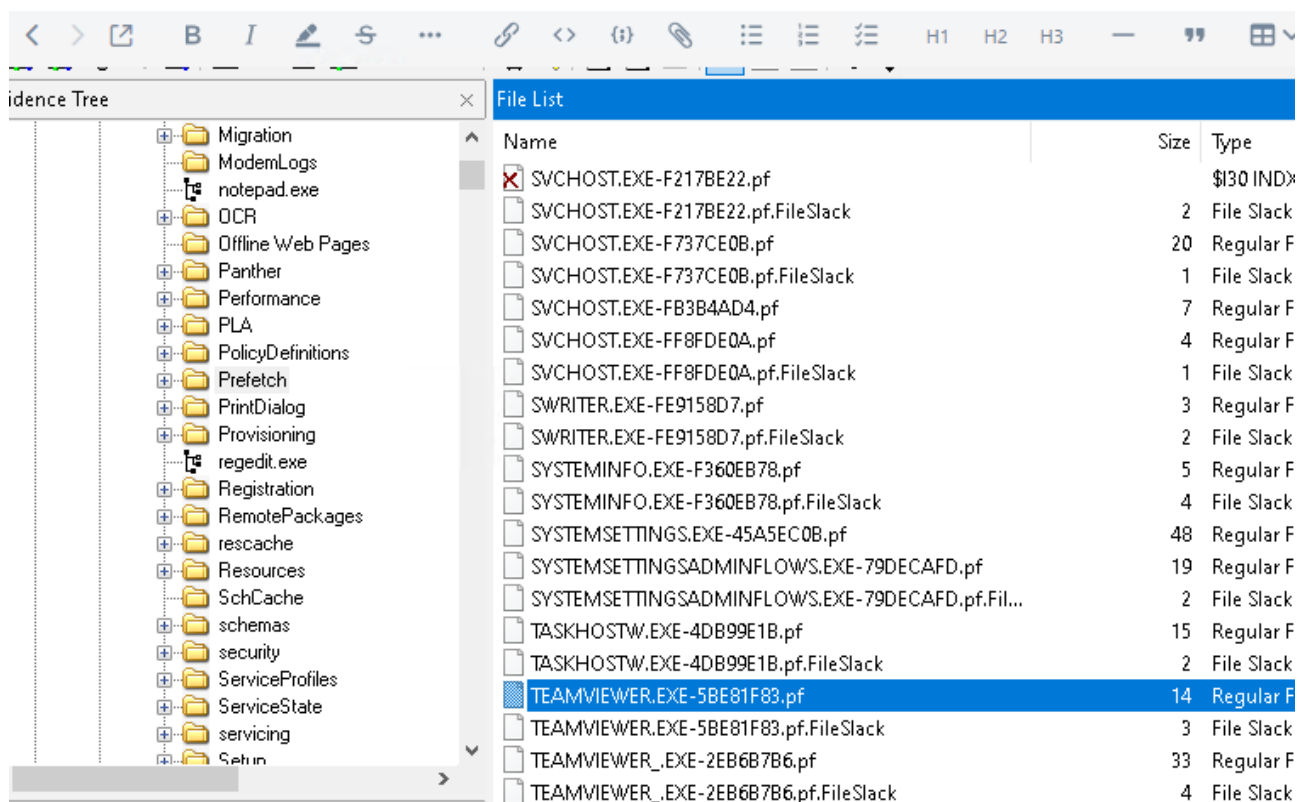 B I S ... <> {;} H1 H2 H3
idence Tree
Migration
ModemLogs
notepad.exe
OCR
Offline Web Pages
Panther
Performance
PLA
PolicyDefinitions
Prefetch
PrintDialog
Provisioning
regedit.exe
Registration
RemotePackages
rescache
Resources
SchCache
schemas
security
ServiceProfiles
ServiceState
servicing
Setup
File List
Name Size Type
SVCHOST.EXE-F217BE22.pf $I30 INDX
SVCHOST.EXE-F217BE22.pf.FileSlack 2 File Slack
SVCHOST.EXE-F737CE0B.pf 20 Regular F
SVCHOST.EXE-F737CE0B.pf.FileSlack 1 File Slack
SVCHOST.EXE-FB3B4AD4.pf 7 Regular F
SVCHOST.EXE-FF8FDE0A.pf 4 Regular F
SVCHOST.EXE-FF8FDE0A.pf.FileSlack 1 File Slack
SWRITER.EXE-FE9158D7.pf 3 Regular F
SWRITER.EXE-FE9158D7.pf.FileSlack 2 File Slack
SYSTEMINFO.EXE-F360EB78.pf 5 Regular F
SYSTEMINFO.EXE-F360EB78.pf.FileSlack 4 File Slack
SYSTEMSETTINGS.EXE-45A5EC0B.pf 48 Regular F
SYSTEMSETTINGSADMINFLOWS.EXE-79DECAFD.pf 19 Regular F
SYSTEMSETTINGSADMINFLOWS.EXE-79DECAFD.pf.Fil... 2 File Slack
TASKHOSTW.EXE-4DB99E1B.pf 15 Regular F
TASKHOSTW.EXE-4DB99E1B.pf.FileSlack 2 File Slack
TEAMVIEWER.EXE-5BE81F83.pf 14 Regular F
TEAMVIEWER.EXE-5BE81F83.pf.FileSlack 3 File Slack
TEAMVIEWER_.EXE-2EB6B7B6.pf 33 Regular F
TEAMVIEWER_.EXE-2EB6B7B6.pf.FileSlack 4 File Slack